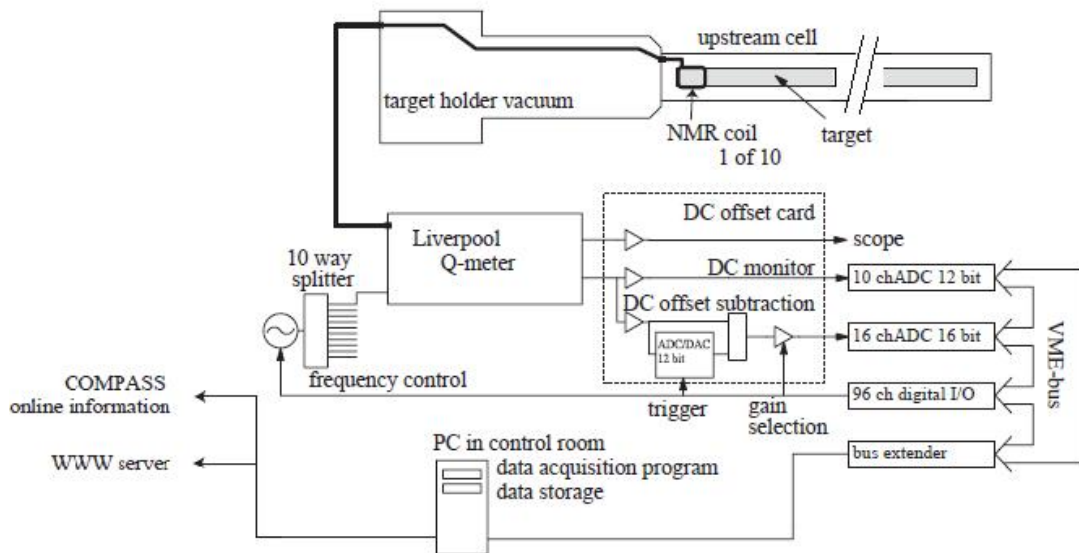 upstream cell
target holder vacuum
target
NMR coil
1 of 10
DC offset card
Liverpool
Q-meter
scope
10 way
splitter
DC monitor
10 chADC 12 bit
DC offset subtraction
ADC/DAC
12 bit
16 chADC 16 bit
VME-bus
frequency control
COMPASS
online information
trigger
gain
selection
96 ch digital I/O
PC in control room
WWW server
data acquisition program
data storage
bus extender